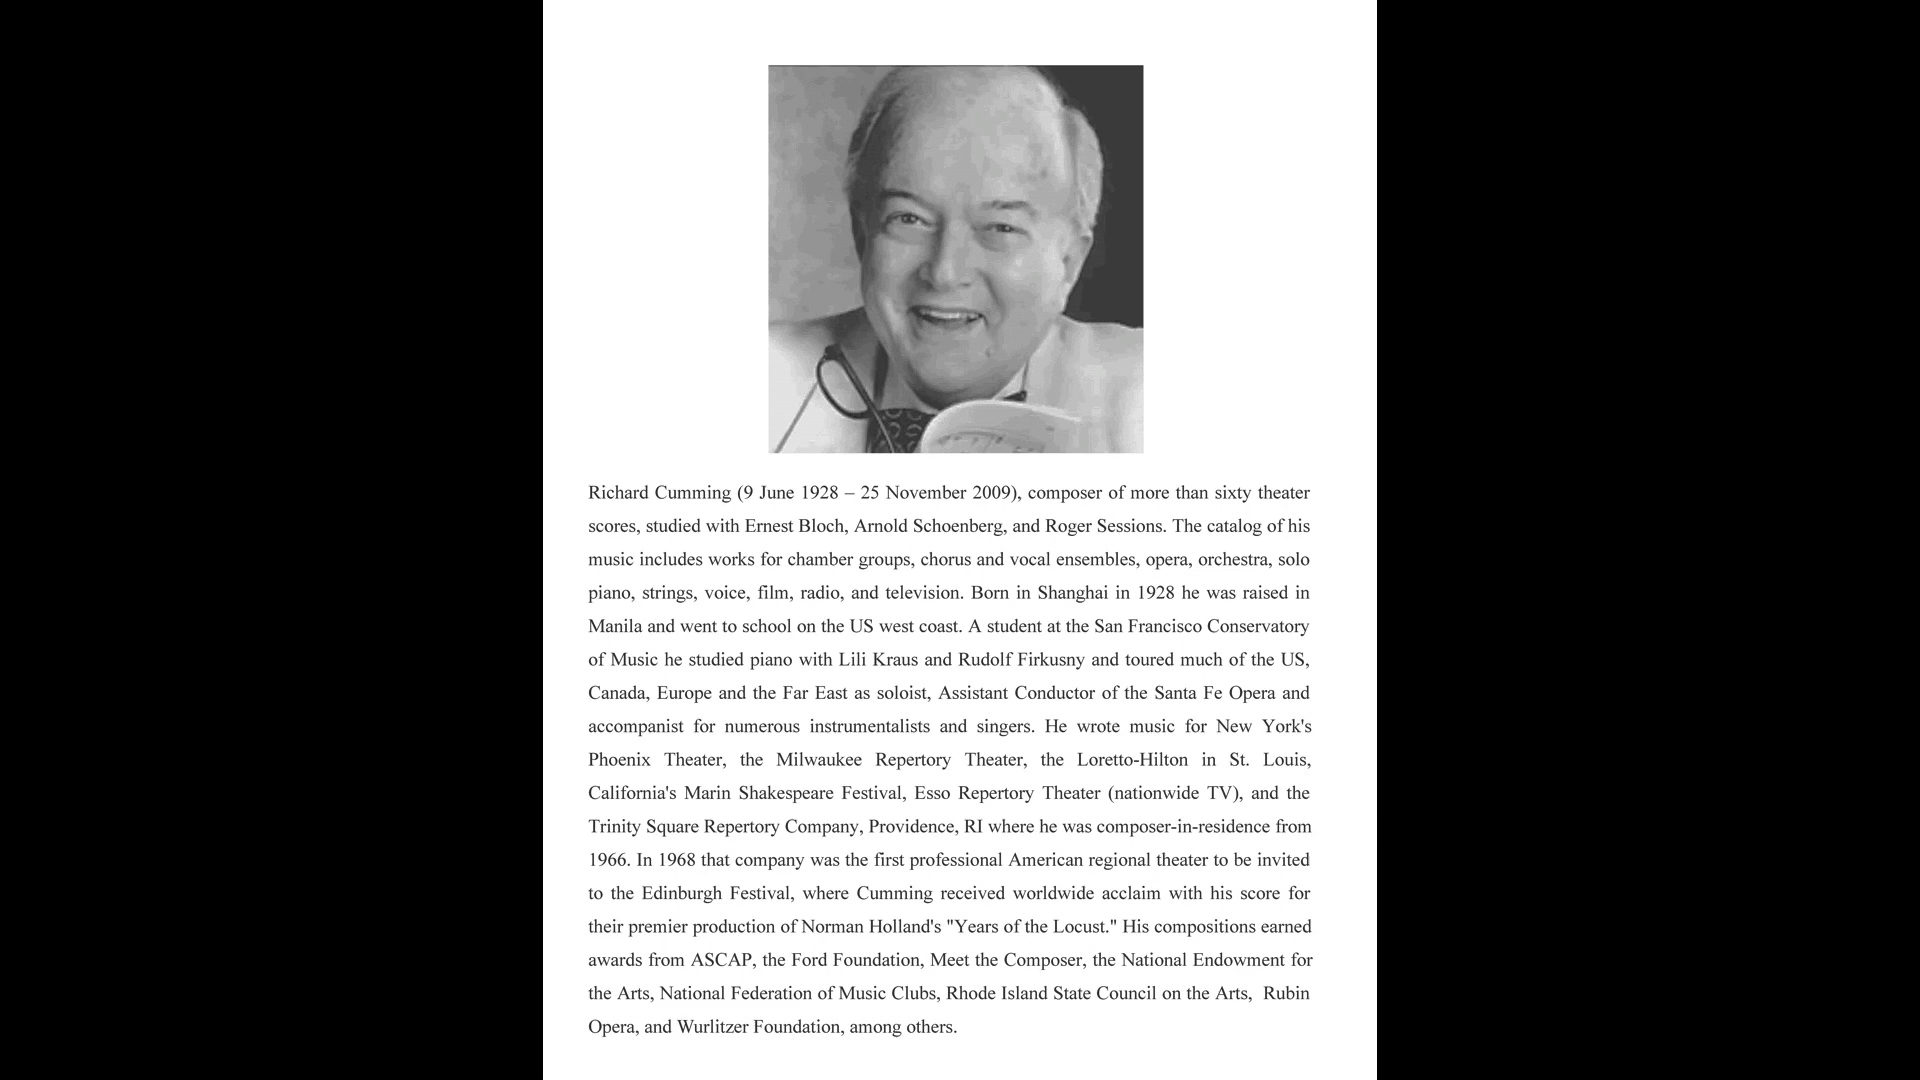 Richard Cumming (9 June 1928 – 25 November 2009), composer of more than sixty theater
scores, studied with Ernest Bloch, Arnold Schoenberg, and Roger Sessions. The catalog of his
music includes works for chamber groups, chorus and vocal ensembles, opera, orchestra, solo
piano, strings, voice, film, radio, and television. Born in Shanghai in 1928 he was raised in
Manila and went to school on the US west coast. A student at the San Francisco Conservatory
of Music he studied piano with Lili Kraus and Rudolf Firkusny and toured much of the US,
Canada, Europe and the Far East as soloist, Assistant Conductor of the Santa Fe Opera and
accompanist for numerous instrumentalists and singers. He wrote music for New York's
Phoenix Theater, the Milwaukee Repertory Theater, the Loretto-Hilton in St. Louis,
California's Marin Shakespeare Festival, Esso Repertory Theater (nationwide TV), and the
Trinity Square Repertory Company, Providence, RI where he was composer-in-residence from
1966. In 1968 that company was the first professional American regional theater to be invited
to the Edinburgh Festival, where Cumming received worldwide acclaim with his score for
their premier production of Norman Holland's "Years of the Locust." His compositions earned
awards from ASCAP, the Ford Foundation, Meet the Composer, the National Endowment for
the Arts, National Federation of Music Clubs, Rhode Island State Council on the Arts, Rubin
Opera, and Wurlitzer Foundation, among others.